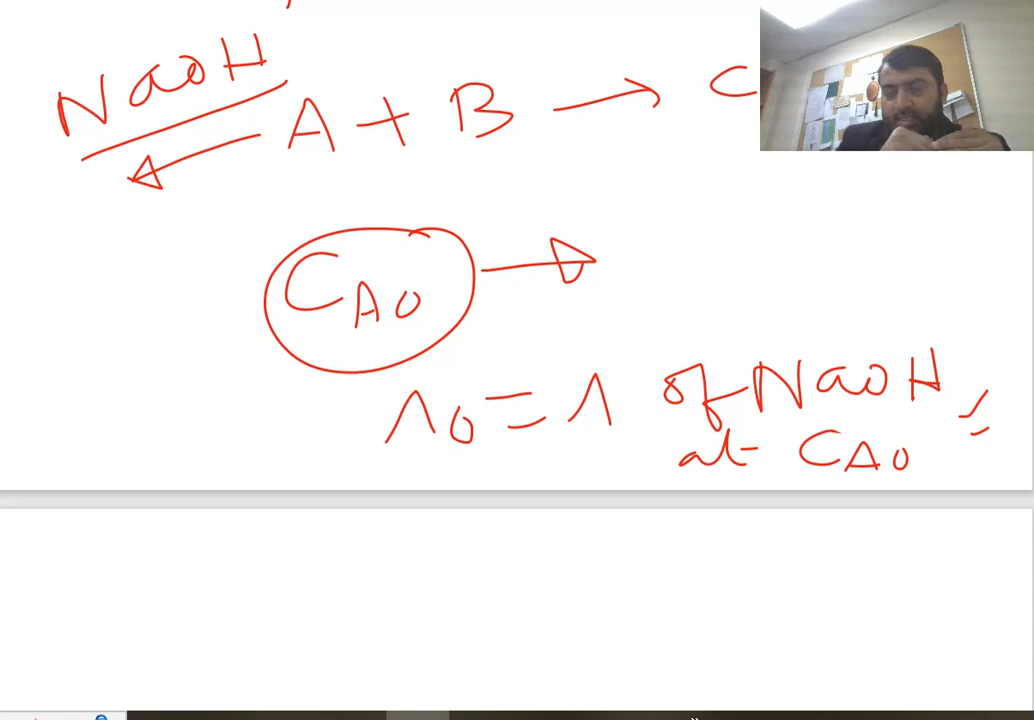 NaOH
A + B → C
CA0 →
Λ0 = Λ of NaOH,
at CA0